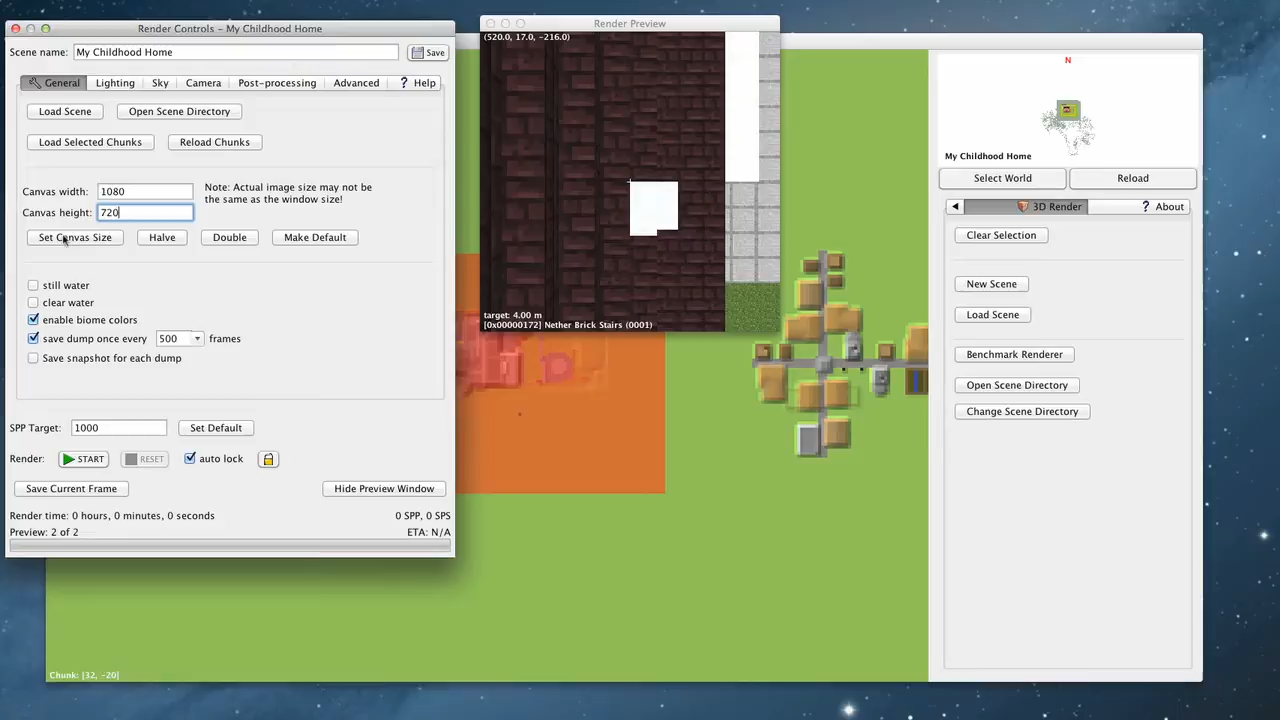 Render Controls – My Childhood Home
Scene name: My Childhood Home Save
General Lighting Sky Camera Post-processing Advanced ? Help
Load Scene Open Scene Directory
Load Selected Chunks Reload Chunks
Canvas width: 1080
Note: Actual image size may not be
the same as the window size!
Canvas height: 720
Set Canvas Size Halve Double Make Default
still water
clear water
enable biome colors
save dump once every 500 frames
Save snapshot for each dump
SPP Target: 1000 Set Default
Render: START RESET auto lock
Save Current Frame Hide Preview Window
Render time: 0 hours, 0 minutes, 0 seconds 0 SPP, 0 SPS
Preview: 2 of 2 ETA: N/A
Render Preview
(520.0, 17.0, -216.0)
target: 4.00 m
[0x00000172] Nether Brick Stairs (0001)
N
My Childhood Home
Select World Reload
3D Render ? About
Clear Selection
New Scene
Load Scene
Benchmark Renderer
Open Scene Directory
Change Scene Directory
Chunk: [32, -20]